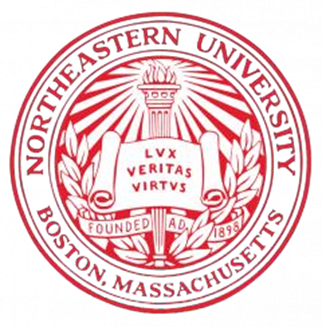 NORTHEASTERN UNIVERSITY
LVX
VERITAS
VIRTVS
FOUNDED A.D. 1898
BOSTON, MASSACHUSETTS